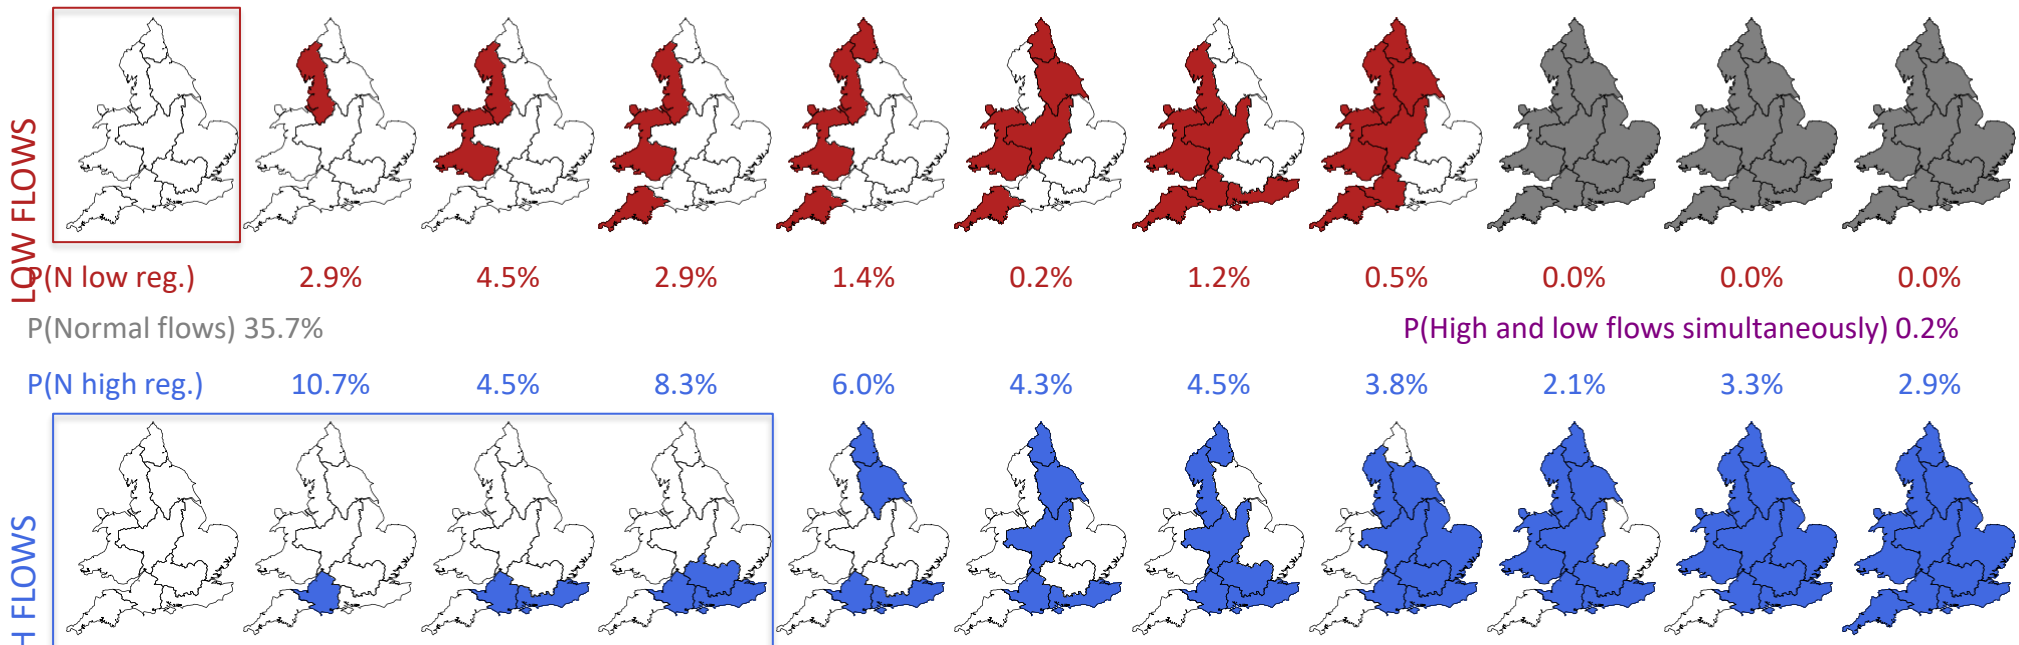 LOW FLOWS
P(N low reg.) 2.9% 4.5% 2.9% 1.4% 0.2% 1.2% 0.5% 0.0% 0.0% 0.0%
P(Normal flows) 35.7% P(High and low flows simultaneously) 0.2%
P(N high reg.) 10.7% 4.5% 8.3% 6.0% 4.3% 4.5% 3.8% 2.1% 3.3% 2.9%
H FLOWS